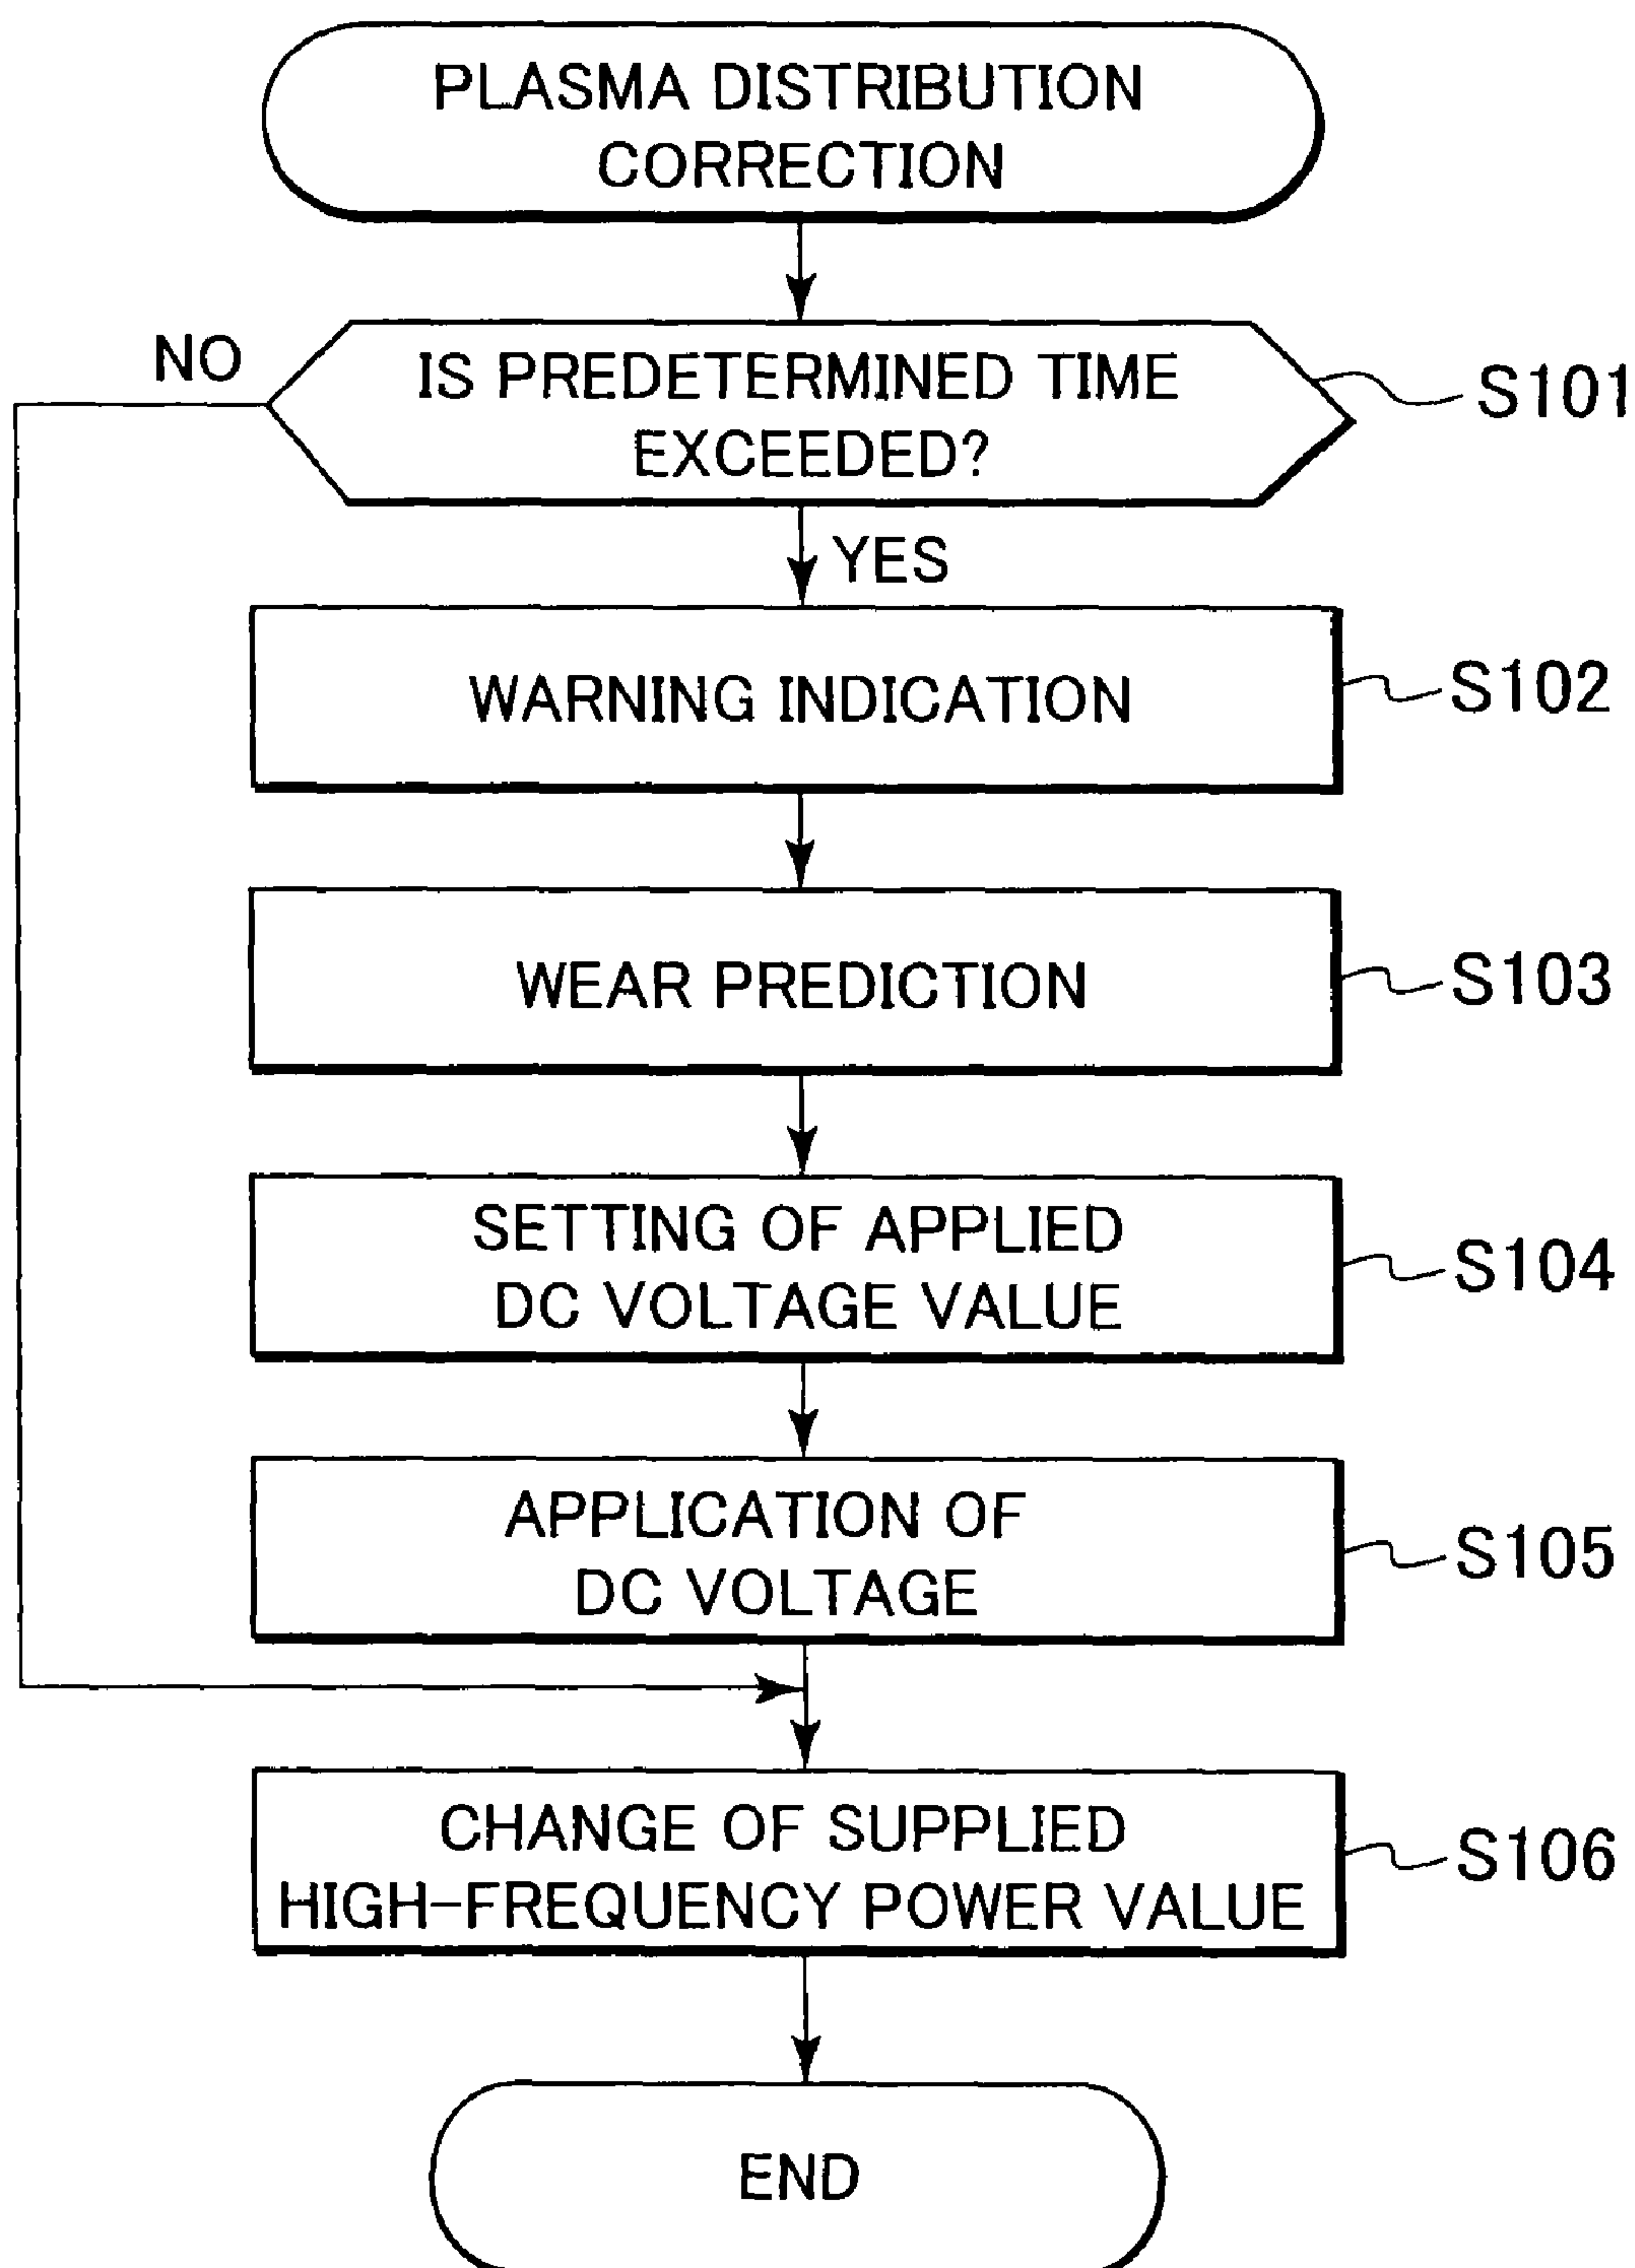 PLASMA DISTRIBUTION
CORRECTION
NO
IS PREDETERMINED TIME
EXCEEDED?
S101
YES
WARNING INDICATION
S102
WEAR PREDICTION
S103
SETTING OF APPLIED
DC VOLTAGE VALUE
S104
APPLICATION OF
DC VOLTAGE
S105
CHANGE OF SUPPLIED
HIGH-FREQUENCY POWER VALUE
S106
END